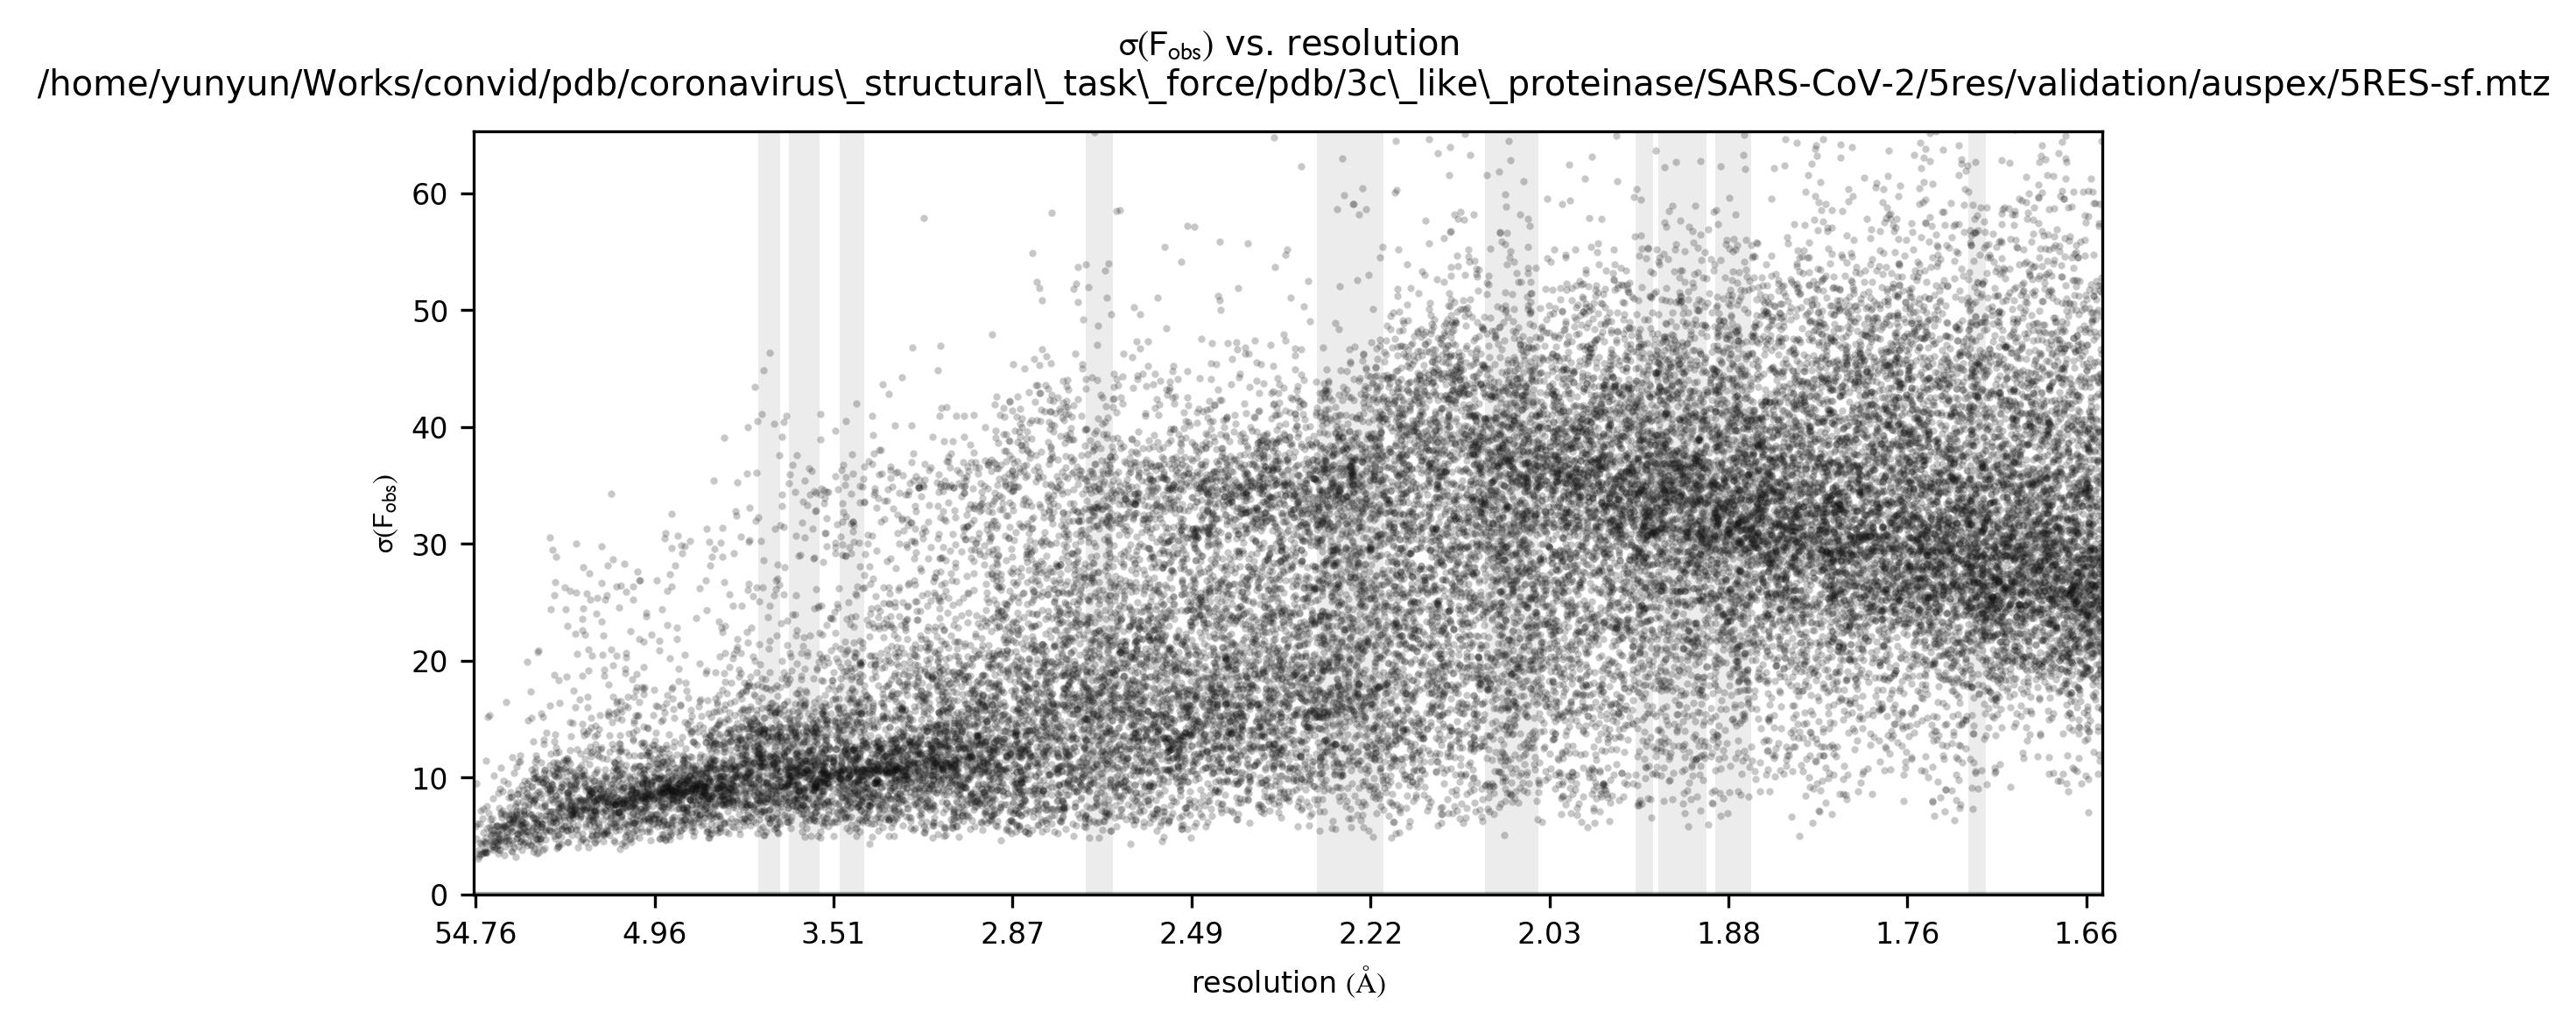 σ(Fobs) vs. resolution
/home/yunyun/Works/convid/pdb/coronavirus\_structural\_task\_force/pdb/3c\_like\_proteinase/SARS-CoV-2/5res/validation/auspex/5RES-sf.mtz
σ(Fobs)
60
50
40
30
20
10
0
54.76 4.96 3.51 2.87 2.49 2.22 2.03 1.88 1.76 1.66
resolution (Å)